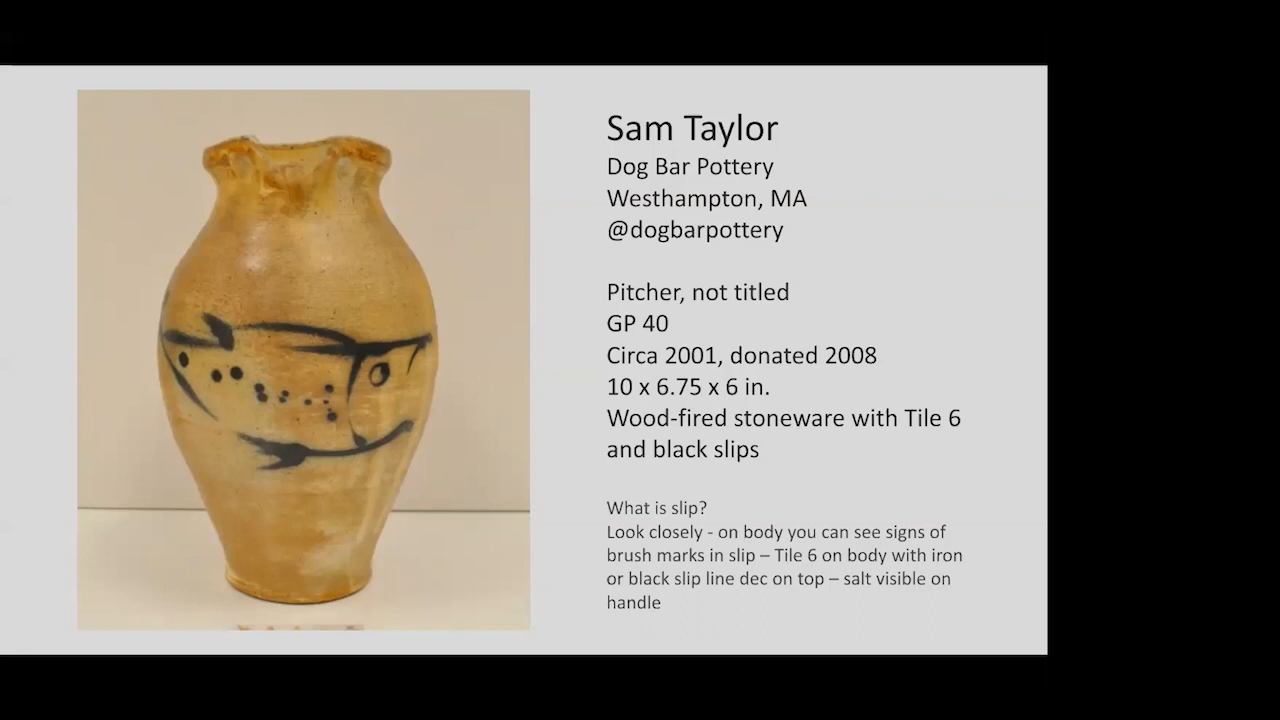 Sam Taylor
Dog Bar Pottery
Westhampton, MA
@dogbarpottery
Pitcher, not titled
GP 40
Circa 2001, donated 2008
10 x 6.75 x 6 in.
Wood-fired stoneware with Tile 6
and black slips
What is slip?
Look closely - on body you can see signs of
brush marks in slip – Tile 6 on body with iron
or black slip line dec on top – salt visible on
handle